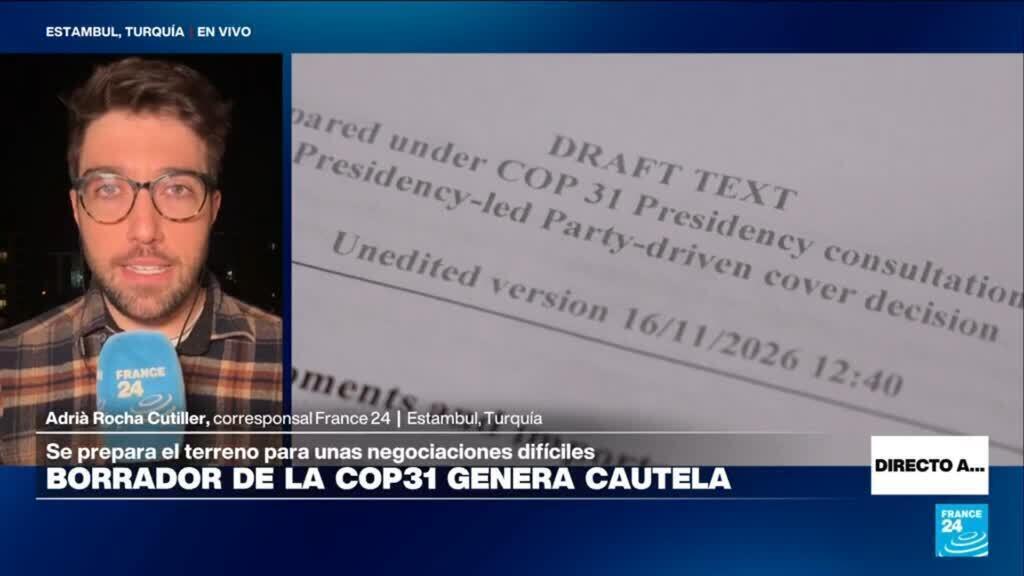 ESTAMBUL, TURQUÍA | EN VIVO
DRAFT TEXT
under COP 31 Presidency consultation
Presidency-led Party-driven cover decision
Unedited version 16/11/2026 12:40
FRANCE
24
Adrià Rocha Cutiller, corresponsal France 24 | Estambul, Turquía
Se prepara el terreno para unas negociaciones difíciles
BORRADOR DE LA COP31 GENERA CAUTELA
DIRECTO A...
FRANCE
24